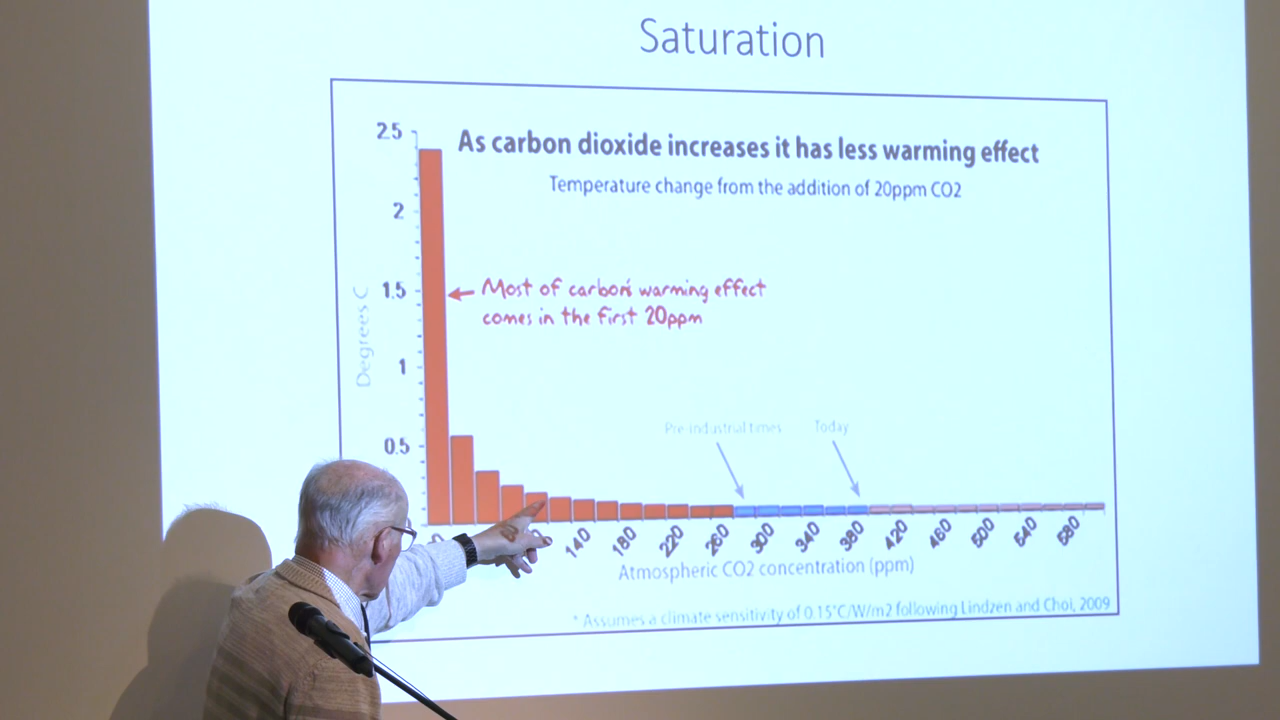 Saturation
As carbon dioxide increases it has less warming effect
Temperature change from the addition of 20ppm CO2
2.5
2
1.5
1
0.5
Degrees C
Most of carbon's warming effect
comes in the first 20ppm
Pre-industrial times
Today
140 180 220 260 300 340 380 420 460 500 540 580
Atmospheric CO2 concentration (ppm)
* Assumes a climate sensitivity of 0.15°C/W/m2 following Lindzen and Choi, 2009